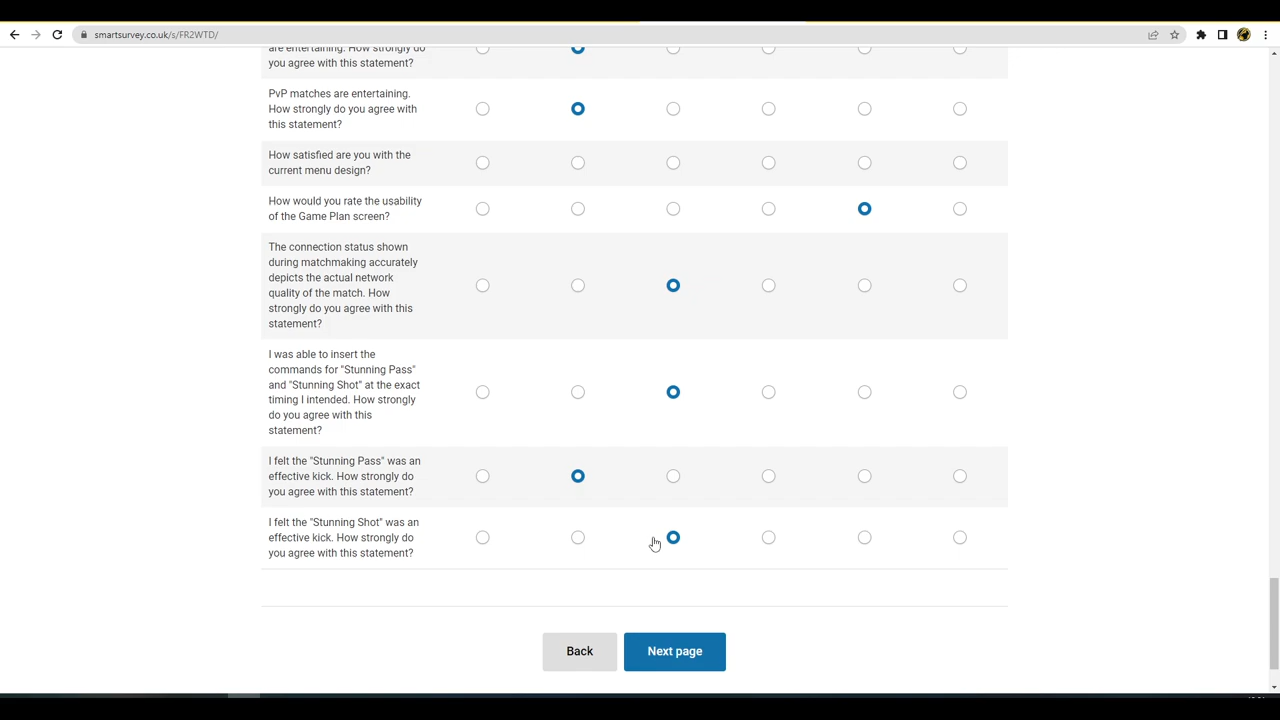 smartsurvey.co.uk/s/FR2WTD/
are entertaining. How strongly do
you agree with this statement?
PvP matches are entertaining.
How strongly do you agree with
this statement?
How satisfied are you with the
current menu design?
How would you rate the usability
of the Game Plan screen?
The connection status shown
during matchmaking accurately
depicts the actual network
quality of the match. How
strongly do you agree with this
statement?
I was able to insert the
commands for "Stunning Pass"
and "Stunning Shot" at the exact
timing I intended. How strongly
do you agree with this
statement?
I felt the "Stunning Pass" was an
effective kick. How strongly do
you agree with this statement?
I felt the "Stunning Shot" was an
effective kick. How strongly do
you agree with this statement?
Back
Next page